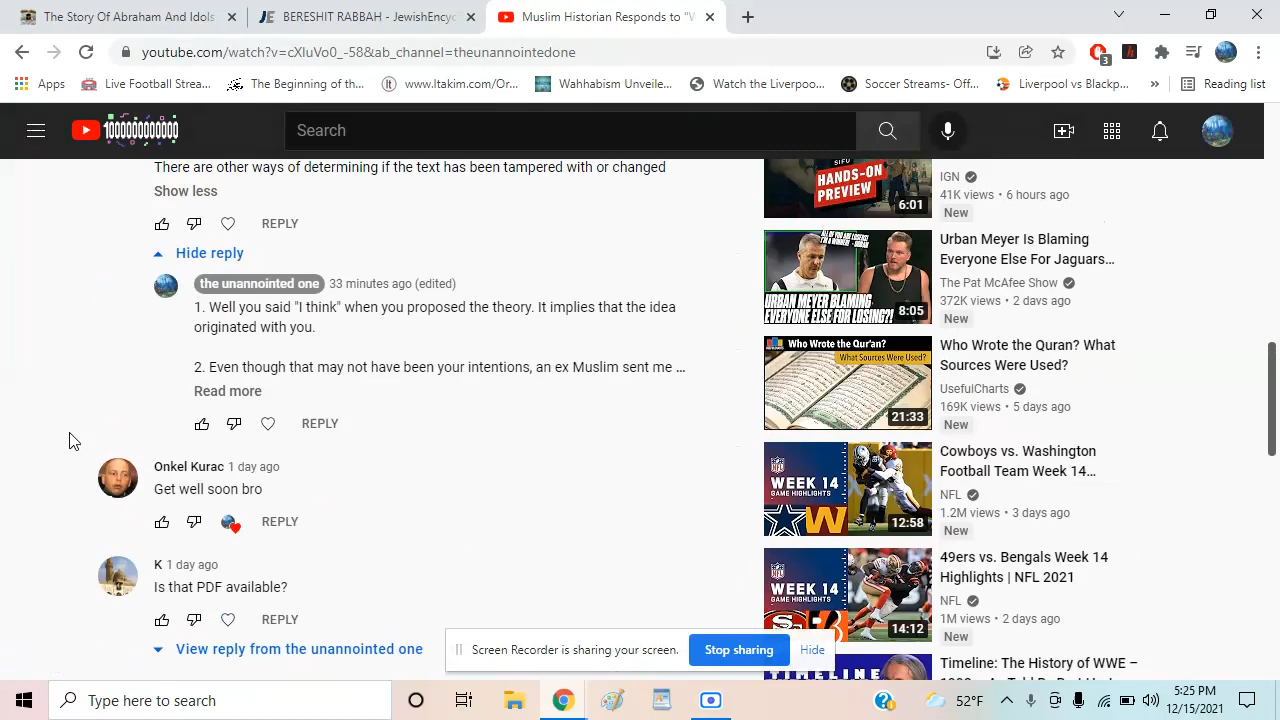 The Story Of Abraham And Idols
BERESHIT RABBAH - JewishEncyc
Muslim Historian Responds to "W
youtube.com/watch?v=cXluVo0_-58&ab_channel=theunannointedone
3
Apps
Live Football Strea...
The Beginning of th...
www.ltakim.com/Or...
Wahhabism Unveile...
Watch the Liverpoo...
Soccer Streams- Off...
Liverpool vs Blackp...
»
Reading list
1000000000000
Search
There are other ways of determining if the text has been tampered with or changed
Show less
REPLY
Hide reply
the unannointed one 33 minutes ago (edited)
1. Well you said "I think" when you proposed the theory. It implies that the idea
originated with you.
2. Even though that may not have been your intentions, an ex Muslim sent me ...
Read more
REPLY
Onkel Kurac 1 day ago
Get well soon bro
REPLY
K 1 day ago
Is that PDF available?
REPLY
View reply from the unannointed one
SIFU
HANDS-ON
PREVIEW
6:01
IGN
41K views • 6 hours ago
New
URBAN MEYER BLAMING
EVERYONE ELSE FOR LOSING?!
8:05
Urban Meyer Is Blaming
Everyone Else For Jaguars...
The Pat McAfee Show
372K views • 2 days ago
New
Who Wrote the Qur'an?
What Sources Were Used?
21:33
Who Wrote the Quran? What
Sources Were Used?
UsefulCharts
169K views • 5 days ago
New
WEEK 14
GAME HIGHLIGHTS
12:58
Cowboys vs. Washington
Football Team Week 14...
NFL
1.2M views • 3 days ago
New
WEEK 14
GAME HIGHLIGHTS
14:12
49ers vs. Bengals Week 14
Highlights | NFL 2021
NFL
1M views • 2 days ago
New
Timeline: The History of WWE –
Screen Recorder is sharing your screen.
Stop sharing
Hide
Type here to search
52°F
5:25 PM
12/15/2021